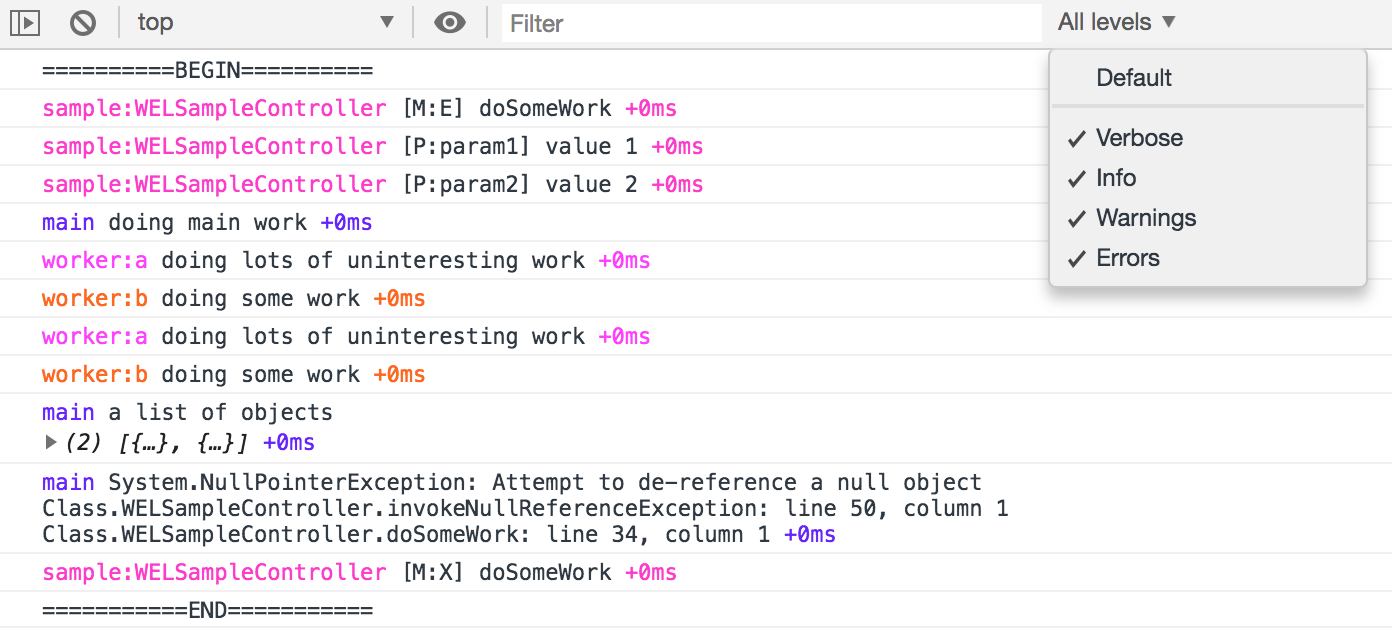 top
Filter
All levels
Default
Verbose
Info
Warnings
Errors
==========BEGIN==========
sample:WELSampleController [M:E] doSomeWork +0ms
sample:WELSampleController [P:param1] value 1 +0ms
sample:WELSampleController [P:param2] value 2 +0ms
main doing main work +0ms
worker:a doing lots of uninteresting work +0ms
worker:b doing some work +0ms
worker:a doing lots of uninteresting work +0ms
worker:b doing some work +0ms
main a list of objects
(2) [{…}, {…}] +0ms
main System.NullPointerException: Attempt to de-reference a null object
Class.WELSampleController.invokeNullReferenceException: line 50, column 1
Class.WELSampleController.doSomeWork: line 34, column 1 +0ms
sample:WELSampleController [M:X] doSomeWork +0ms
===========END===========